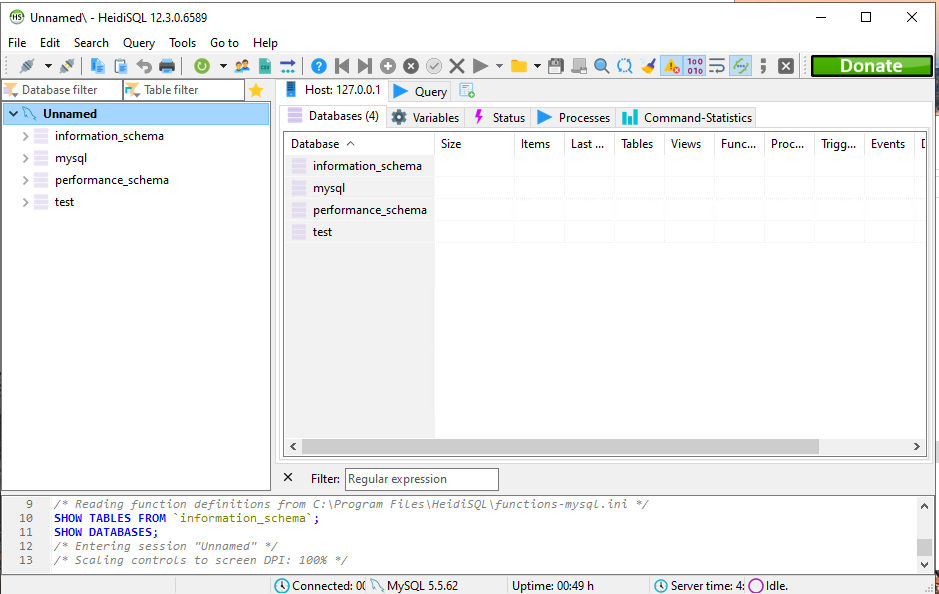 Unnamed\ - HeidiSQL 12.3.0.6589
File Edit Search Query Tools Go to Help
Donate
Database filter Table filter
Host: 127.0.0.1 Query
Databases (4) Variables Status Processes Command-Statistics
Unnamed
information_schema
mysql
performance_schema
test
Database Size Items Last ... Tables Views Func... Proc... Trigg... Events
information_schema
mysql
performance_schema
test
Filter: Regular expression
9 /* Reading function definitions from C:\Program Files\HeidiSQL\functions-mysql.ini */
10 SHOW TABLES FROM `information_schema`;
11 SHOW DATABASES;
12 /* Entering session "Unnamed" */
13 /* Scaling controls to screen DPI: 100% */
Connected: 00 MySQL 5.5.62 Uptime: 00:49 h Server time: 4: Idle.